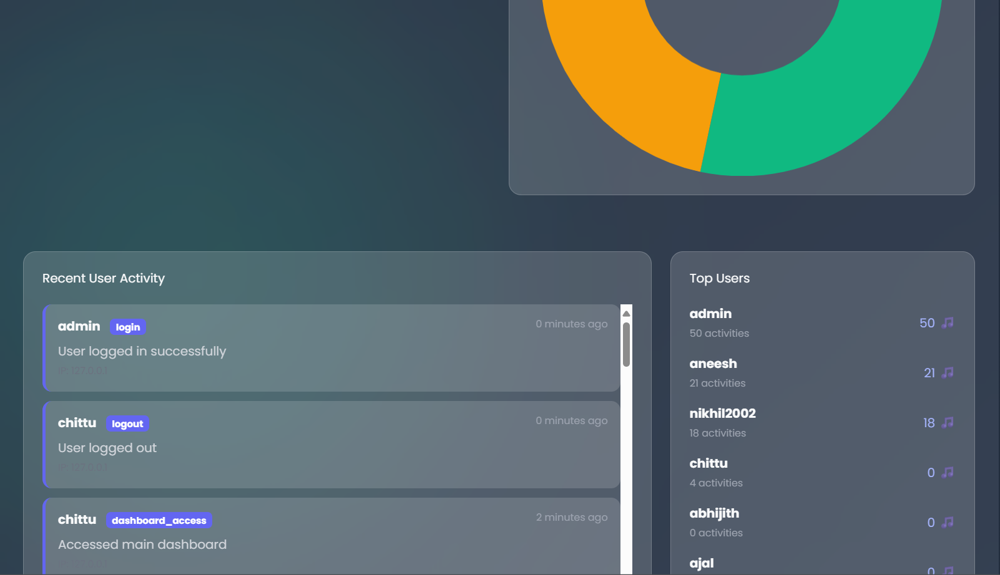 Recent User Activity
admin login 0 minutes ago
User logged in successfully
IP: 127.0.0.1
chittu logout 0 minutes ago
User logged out
IP: 127.0.0.1
chittu dashboard_access 2 minutes ago
Accessed main dashboard
Top Users
admin
50 activities
50
aneesh
21 activities
21
nikhil2002
18 activities
18
chittu
4 activities
0
abhijith
0 activities
0
ajal
0